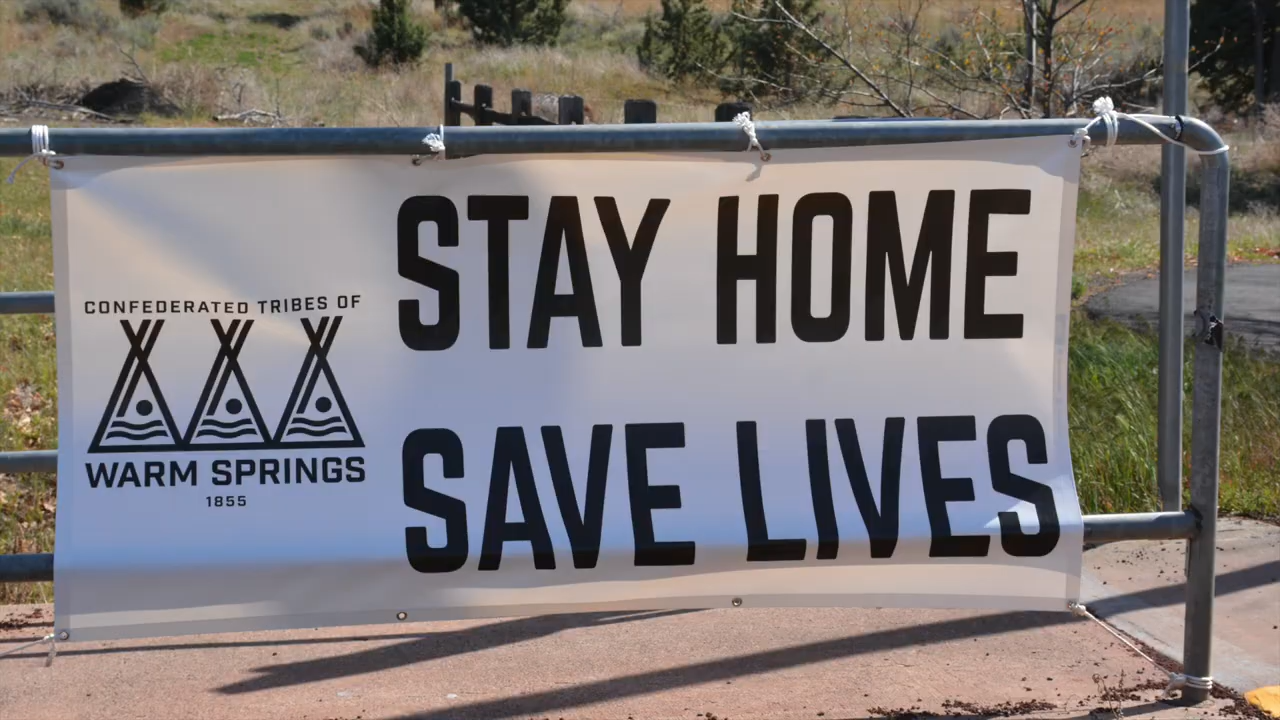 CONFEDERATED TRIBES OF
WARM SPRINGS
1855
STAY HOME
SAVE LIVES